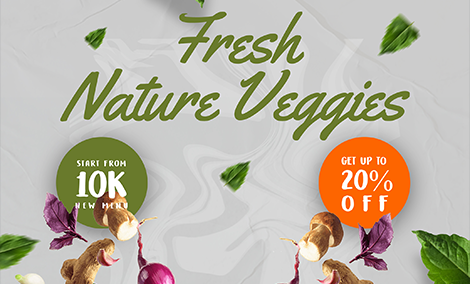 Fresh
Nature Veggies
START FROM
10K
NEW MENU
GET UP TO
20%
OFF